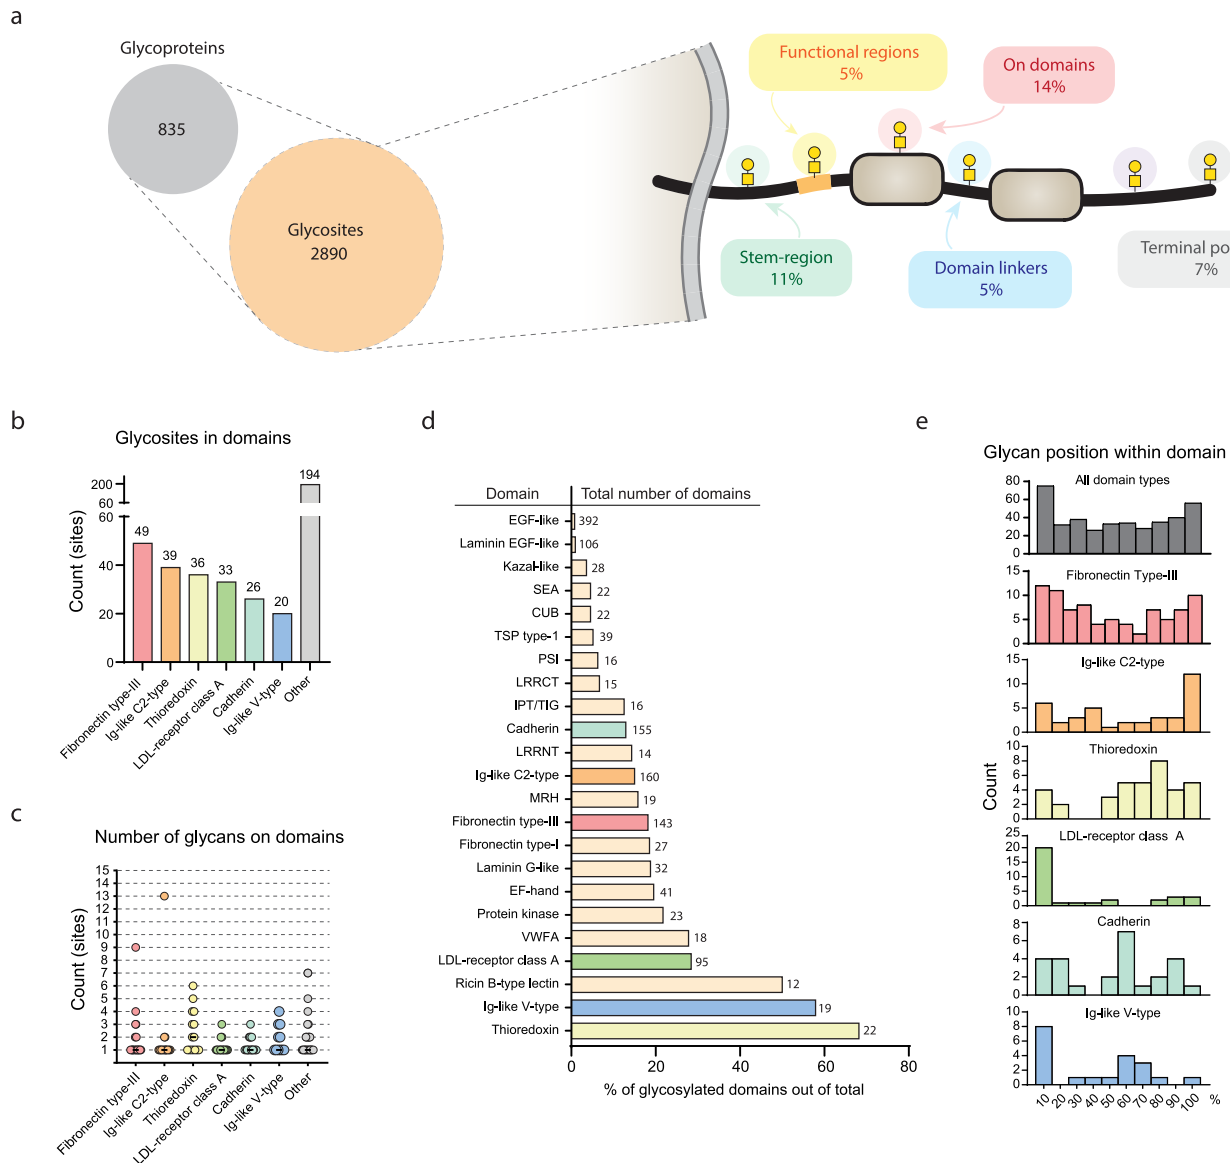 a
Glycoproteins
835
Glycosites
2890
Functional regions
5%
On domains
14%
Stem-region
11%
Domain linkers
5%
Terminal po
7%
b
Glycosites in domains
Count (sites)
200
60
60
40
20
0
49
39
36
33
26
20
194
Fibronectin type-III
Ig-like C2-type
Thioredoxin
LDL-receptor class A
Cadherin
Ig-like V-type
Other
c
Number of glycans on domains
Count (sites)
15
14
13
12
11
10
9
8
7
6
5
4
3
2
1
Fibronectin type-III
Ig-like C2-type
Thioredoxin
LDL-receptor class A
Cadherin
Ig-like V-type
Other
d
Domain Total number of domains
EGF-like 392
Laminin EGF-like 106
Kazal-like 28
SEA 22
CUB 22
TSP type-1 39
PSI 16
LRRCT 15
IPT/TIG 16
Cadherin 155
LRRNT 14
Ig-like C2-type 160
MRH 19
Fibronectin type-III 143
Fibronectin type-I 27
Laminin G-like 32
EF-hand 41
Protein kinase 23
VWFA 18
LDL-receptor class A 95
Ricin B-type lectin 12
Ig-like V-type 19
Thioredoxin 22
0 20 40 60 80
% of glycosylated domains out of total
e
Glycan position within domain
Count
All domain types
80
60
40
20
0
Fibronectin Type-III
15
10
5
0
Ig-like C2-type
15
10
5
0
Thioredoxin
10
8
6
4
2
0
LDL-receptor class A
25
20
15
10
5
0
Cadherin
8
6
4
2
0
Ig-like V-type
10
8
6
4
2
0
10 20 30 40 50 60 70 80 90 100 %